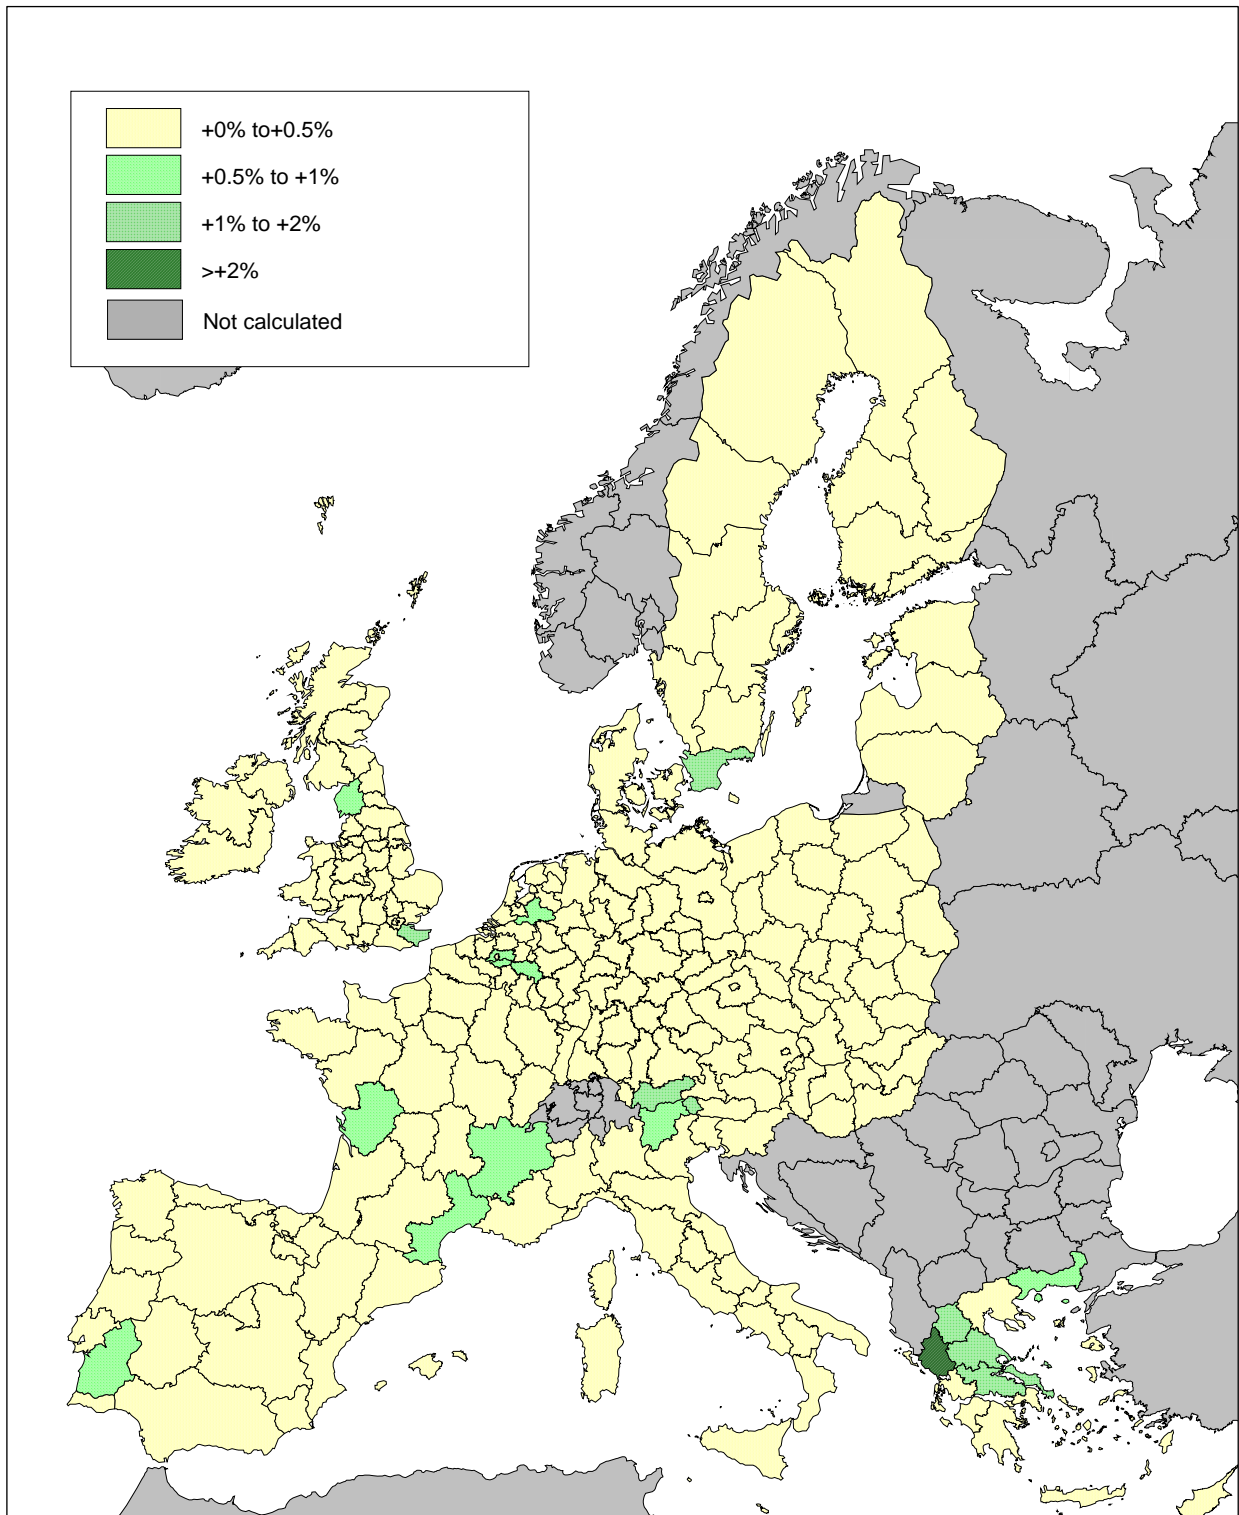 +0% to+0.5%
+0.5% to +1%
+1% to +2%
>+2%
Not calculated